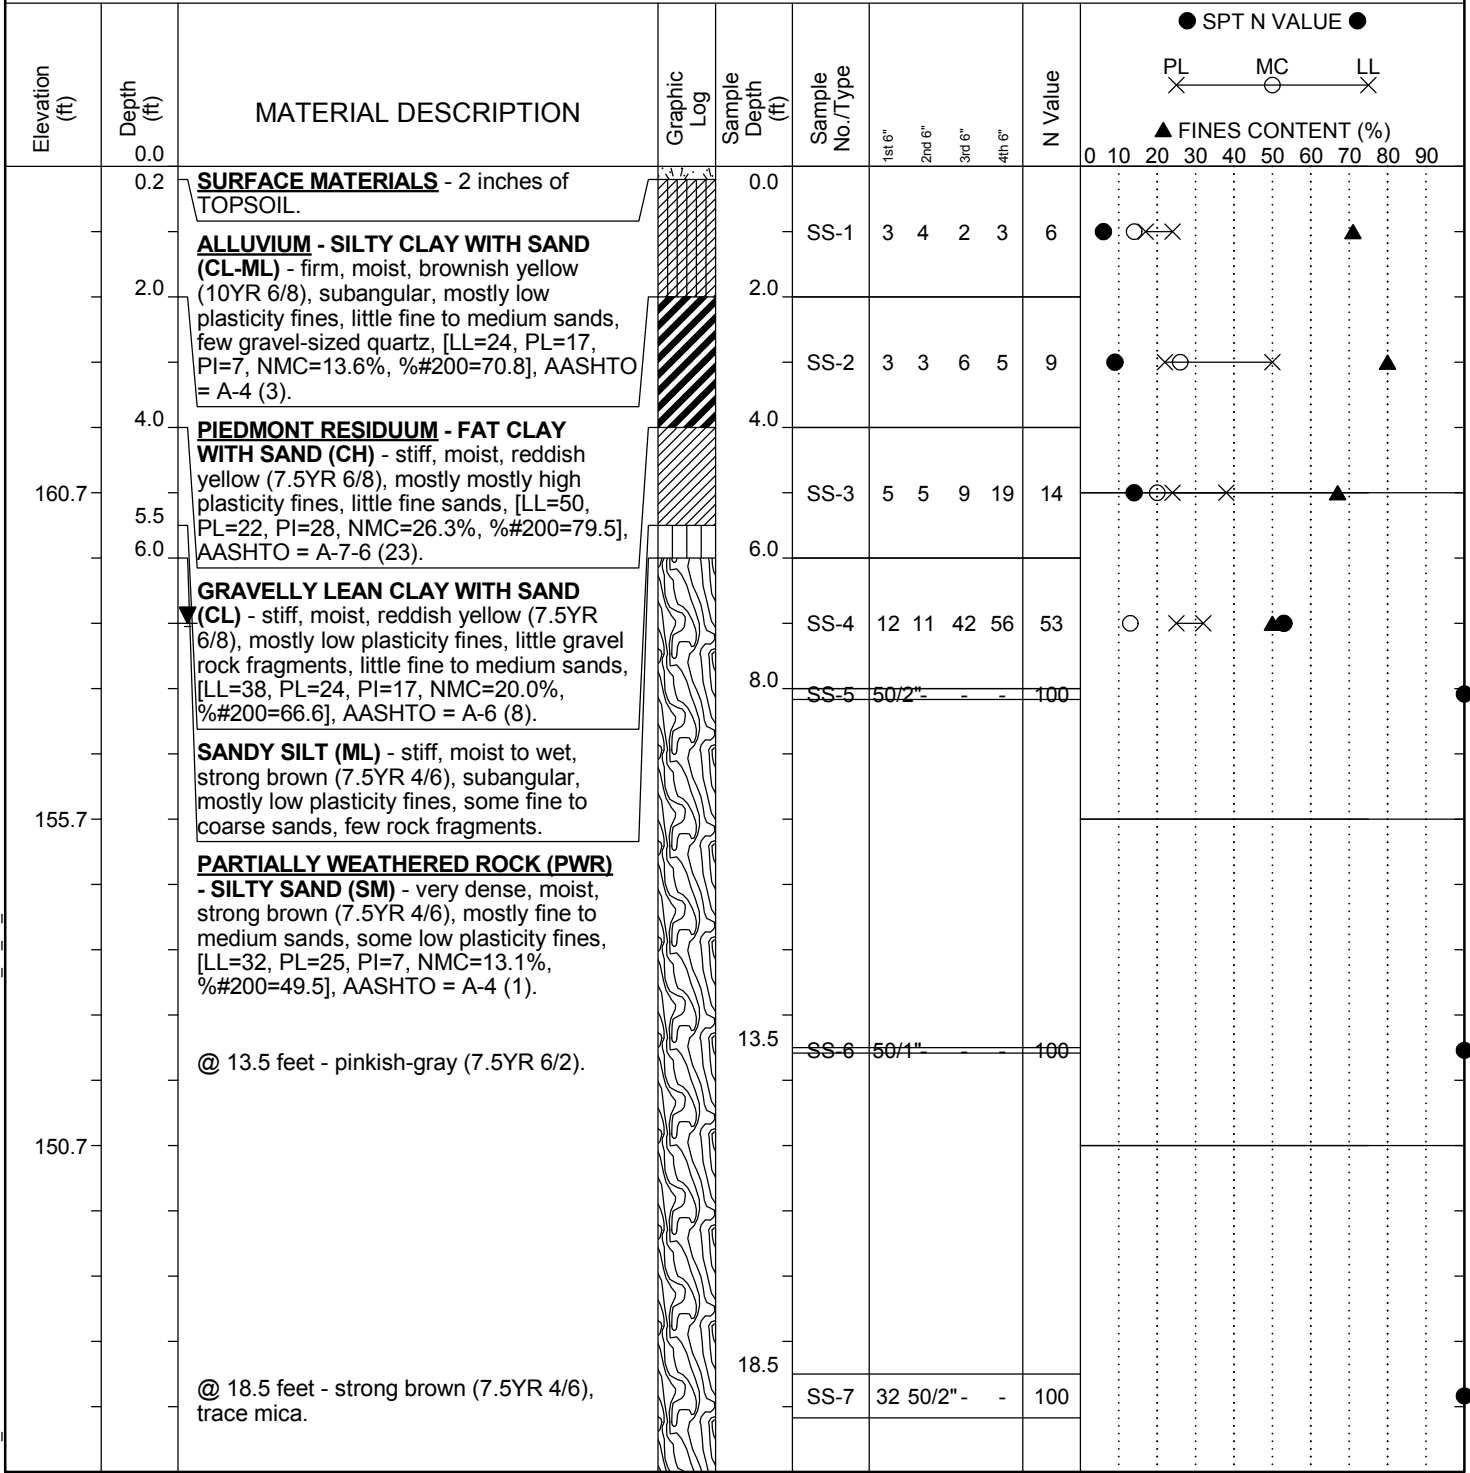 ● SPT N VALUE ●
PL MC LL
▲ FINES CONTENT (%)
0 10 20 30 40 50 60 70 80 90
Elevation
(ft)
Depth
(ft)
0.0
MATERIAL DESCRIPTION
Graphic
Log
Sample
Depth
(ft)
Sample
No./Type
1st 6"
2nd 6"
3rd 6"
4th 6"
N Value
0.2
SURFACE MATERIALS - 2 inches of
TOPSOIL.
0.0
ALLUVIUM - SILTY CLAY WITH SAND
(CL-ML) - firm, moist, brownish yellow
(10YR 6/8), subangular, mostly low
plasticity fines, little fine to medium sands,
few gravel-sized quartz, [LL=24, PL=17,
PI=7, NMC=13.6%, %#200=70.8], AASHTO
= A-4 (3).
SS-1 3 4 2 3 6
2.0
2.0
SS-2 3 3 6 5 9
4.0
PIEDMONT RESIDUUM - FAT CLAY
WITH SAND (CH) - stiff, moist, reddish
yellow (7.5YR 6/8), mostly mostly high
plasticity fines, little fine sands, [LL=50,
PL=22, PI=28, NMC=26.3%, %#200=79.5],
AASHTO = A-7-6 (23).
4.0
160.7
SS-3 5 5 9 19 14
5.5
6.0
6.0
GRAVELLY LEAN CLAY WITH SAND
(CL) - stiff, moist, reddish yellow (7.5YR
6/8), mostly low plasticity fines, little gravel
rock fragments, little fine to medium sands,
[LL=38, PL=24, PI=17, NMC=20.0%,
%#200=66.6], AASHTO = A-6 (8).
SS-4 12 11 42 56 53
8.0
SS-5 50/2" - - - 100
SANDY SILT (ML) - stiff, moist to wet,
strong brown (7.5YR 4/6), subangular,
mostly low plasticity fines, some fine to
coarse sands, few rock fragments.
155.7
PARTIALLY WEATHERED ROCK (PWR)
- SILTY SAND (SM) - very dense, moist,
strong brown (7.5YR 4/6), mostly fine to
medium sands, some low plasticity fines,
[LL=32, PL=25, PI=7, NMC=13.1%,
%#200=49.5], AASHTO = A-4 (1).
13.5
SS-6 50/1" - - - 100
@ 13.5 feet - pinkish-gray (7.5YR 6/2).
150.7
18.5
@ 18.5 feet - strong brown (7.5YR 4/6),
trace mica.
SS-7 32 50/2" - - 100